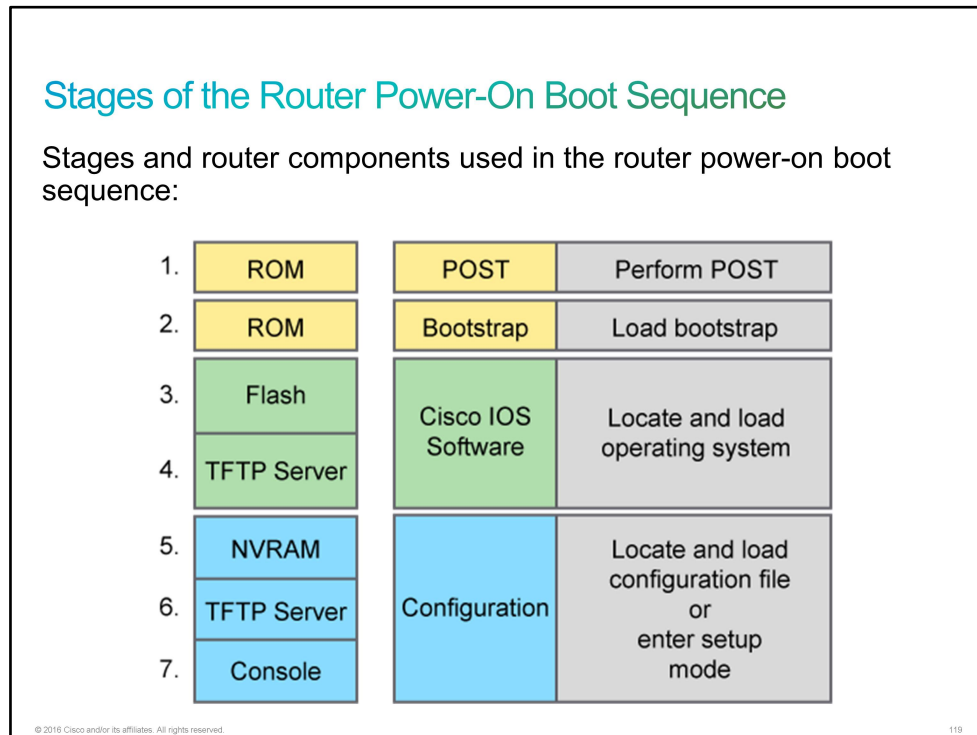 Stages of the Router Power-On Boot Sequence
Stages and router components used in the router power-on boot
sequence:
1. ROM POST Perform POST
2. ROM Bootstrap Load bootstrap
3. Flash
4. TFTP Server
Cisco IOS
Software
Locate and load
operating system
5. NVRAM
6. TFTP Server
7. Console
Configuration
Locate and load
configuration file
or
enter setup
mode
© 2016 Cisco and/or its affiliates. All rights reserved.
119